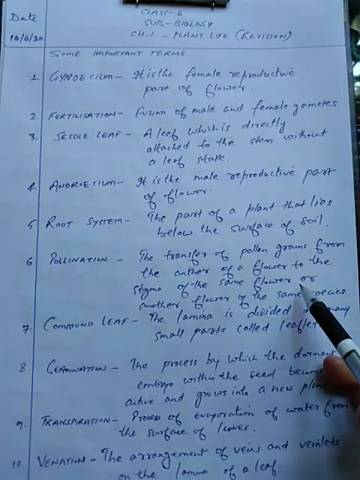 CLASS-6
Date
SUB-BIOLOGY
18/6/20
CH-1 - PLANT LIFE (REVISION)
SOME IMPORTANT TERMS
1. GYNOECIUM - It is the female reproductive
part of flower.
2. FERTILISATION - Fusion of male and female gametes
3. SESSILE LEAF - A leaf which is directly
attached to the stem without
a leaf stalk.
4 ANDROECIUM - It is the male reproductive part
of flower.
5 ROOT SYSTEM - The part of a plant that lies
below the surface of soil.
6 POLLINATION - The transfer of pollen grains from
the anther of a flower to the
stigma of the same flower or
another flower of the same species
7. COMPOUND LEAF - The lamina is divided many
small parts called leaflets
8 GERMINATION - The process by which the dormant
embryo within the seed
active and grows into a new
9. TRANSPIRATION - Process of evaporation of water from
the surface of leaves.
10. VENATION - The arrangement of veins and veinlets
on the lamina of a leaf